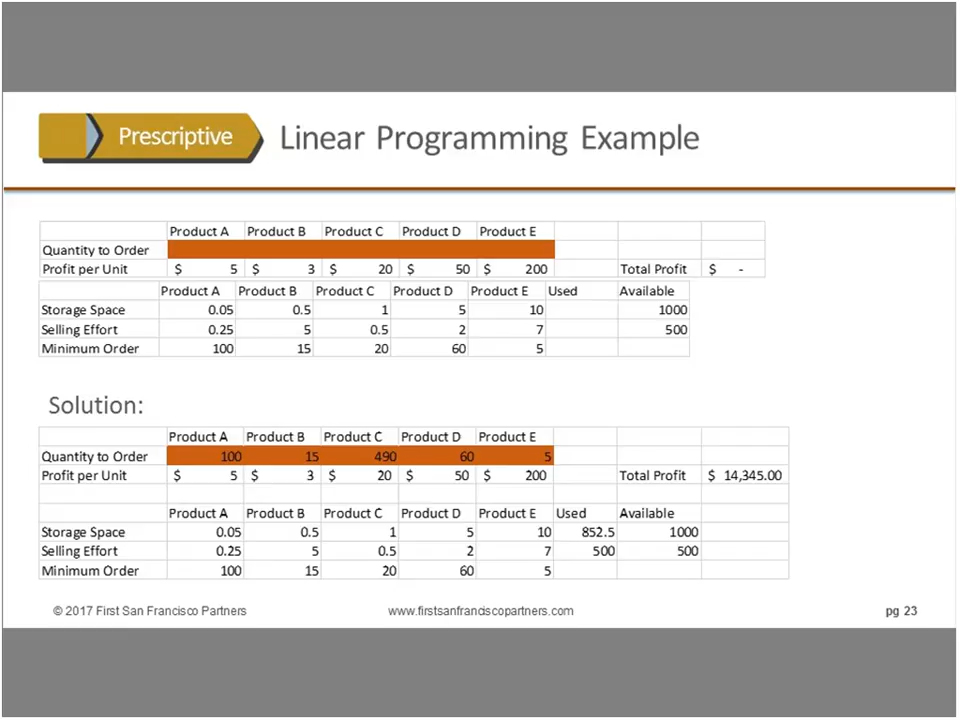 Prescriptive Linear Programming Example
Product A Product B Product C Product D Product E
Quantity to Order
Profit per Unit $ 5 $ 3 $ 20 $ 50 $ 200 Total Profit $ -
Product A Product B Product C Product D Product E Used Available
Storage Space 0.05 0.5 1 5 10 1000
Selling Effort 0.25 5 0.5 2 7 500
Minimum Order 100 15 20 60 5
Solution:
Product A Product B Product C Product D Product E
Quantity to Order 100 15 490 60 5
Profit per Unit $ 5 $ 3 $ 20 $ 50 $ 200 Total Profit $ 14,345.00
Product A Product B Product C Product D Product E Used Available
Storage Space 0.05 0.5 1 5 10 852.5 1000
Selling Effort 0.25 5 0.5 2 7 500 500
Minimum Order 100 15 20 60 5
© 2017 First San Francisco Partners www.firstsanfranciscopartners.com pg 23